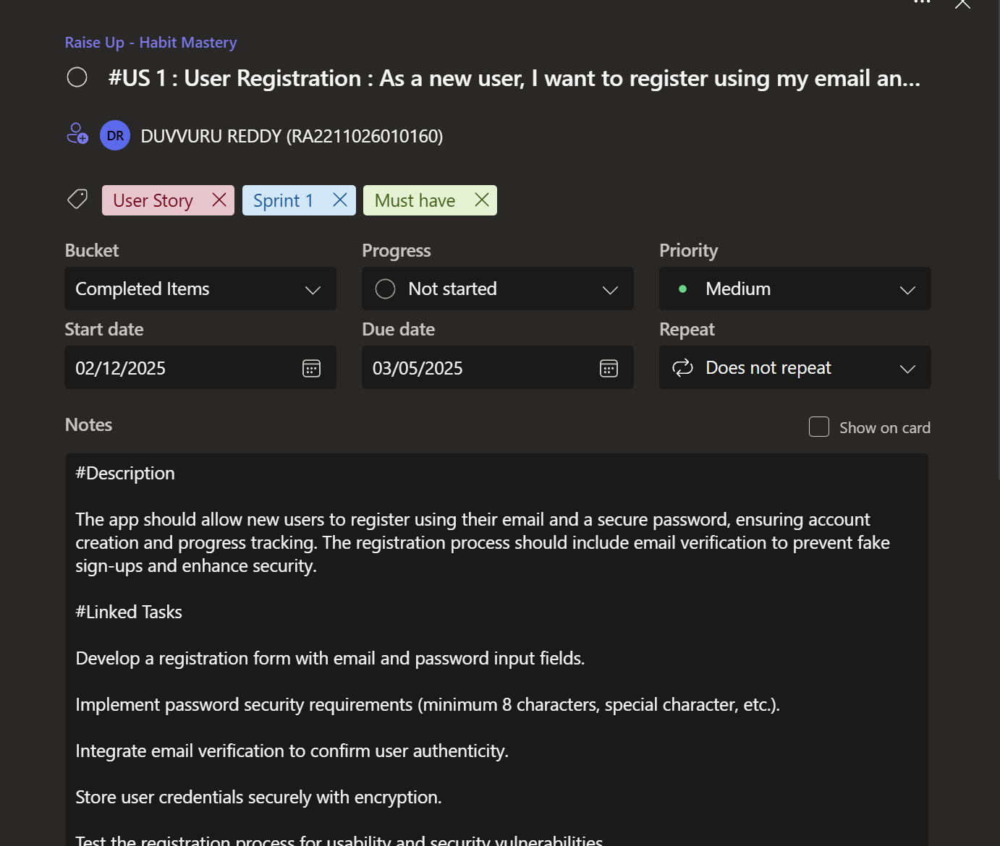 Raise Up - Habit Mastery
#US 1 : User Registration : As a new user, I want to register using my email an...
DR DUVVURU REDDY (RA2211026010160)
User Story Sprint 1 Must have
Bucket Progress Priority
Completed Items Not started Medium
Start date Due date Repeat
02/12/2025 03/05/2025 Does not repeat
Notes Show on card
#Description
The app should allow new users to register using their email and a secure password, ensuring account
creation and progress tracking. The registration process should include email verification to prevent fake
sign-ups and enhance security.
#Linked Tasks
Develop a registration form with email and password input fields.
Implement password security requirements (minimum 8 characters, special character, etc.).
Integrate email verification to confirm user authenticity.
Store user credentials securely with encryption.
Test the registration process for usability and security vulnerabilities